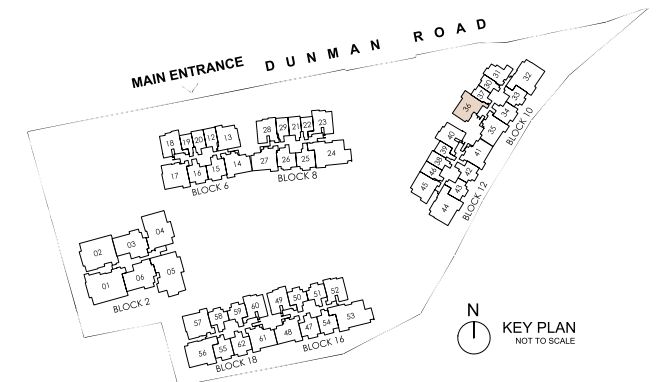 DUNMAN ROAD
MAIN ENTRANCE
31 32
30
37 33
36 34
35
BLOCK 10
40
39 41
38
46 42
45 43
44
BLOCK 12
18 19 20 12 13
17 16 15 14
BLOCK 6
28 29 21 22 23
27 26 25 24
BLOCK 8
02 03 04
01 06 05
BLOCK 2
57 58 59 60
56 55 62 61
BLOCK 18
49 50 51 52
48 47 54 53
BLOCK 16
N
KEY PLAN
NOT TO SCALE